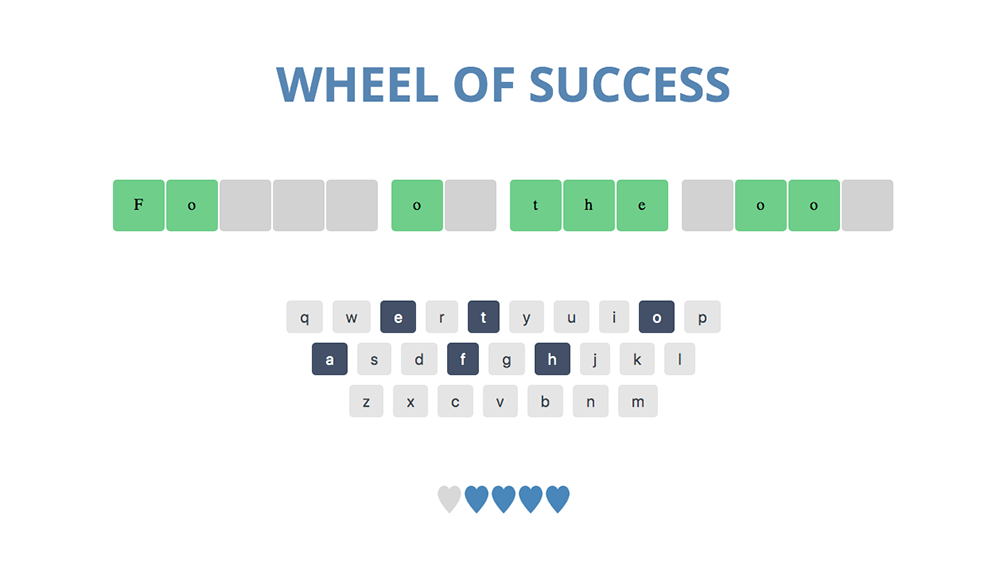 WHEEL OF SUCCESS
F o o t h e o o
q w e r t y u i o p
a s d f g h j k l
z x c v b n m